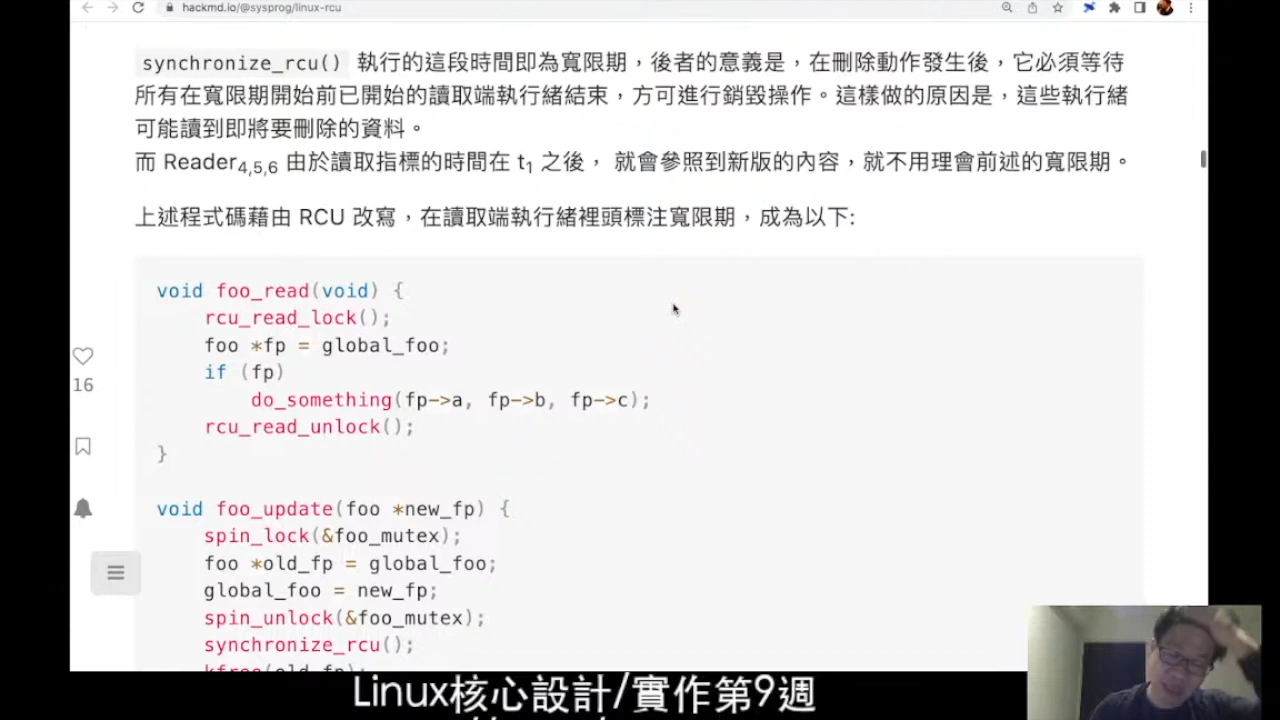 hackmd.io/@sysprog/linux-rcu
synchronize_rcu() 執行的這段時間即為寬限期，後者的意義是，在刪除動作發生後，它必須等待
所有在寬限期開始前已開始的讀取端執行緒結束，方可進行銷毀操作。這樣做的原因是，這些執行緒
可能讀到即將要刪除的資料。
而 Reader4,5,6 由於讀取指標的時間在 t1 之後， 就會參照到新版的內容，就不用理會前述的寬限期。
上述程式碼藉由 RCU 改寫，在讀取端執行緒裡頭標注寬限期，成為以下:
void foo_read(void) {
rcu_read_lock();
foo *fp = global_foo;
if (fp)
do_something(fp->a, fp->b, fp->c);
rcu_read_unlock();
}
16
void foo_update(foo *new_fp) {
spin_lock(&foo_mutex);
foo *old_fp = global_foo;
global_foo = new_fp;
spin_unlock(&foo_mutex);
synchronize_rcu();
kfree(old_fp);
Linux核心設計/實作第9週